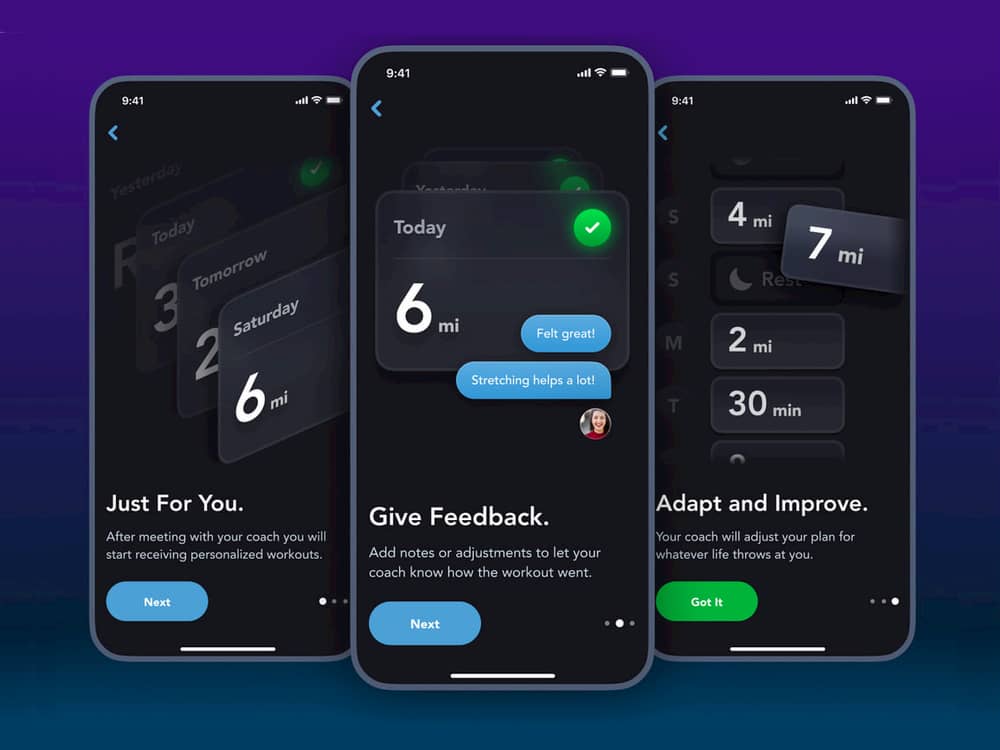 9:41
Yesterday
Today
Tomorrow
Saturday
3
2
6 mi
Just For You.
After meeting with your coach you will
start receiving personalized workouts.
Next
9:41
Yesterday
Today
6 mi
Felt great!
Stretching helps a lot!
Give Feedback.
Add notes or adjustments to let your
coach know how the workout went.
Next
9:41
S
4 mi
7 mi
S
Rest
M
2 mi
T
30 min
Adapt and Improve.
Your coach will adjust your plan for
whatever life throws at you.
Got It